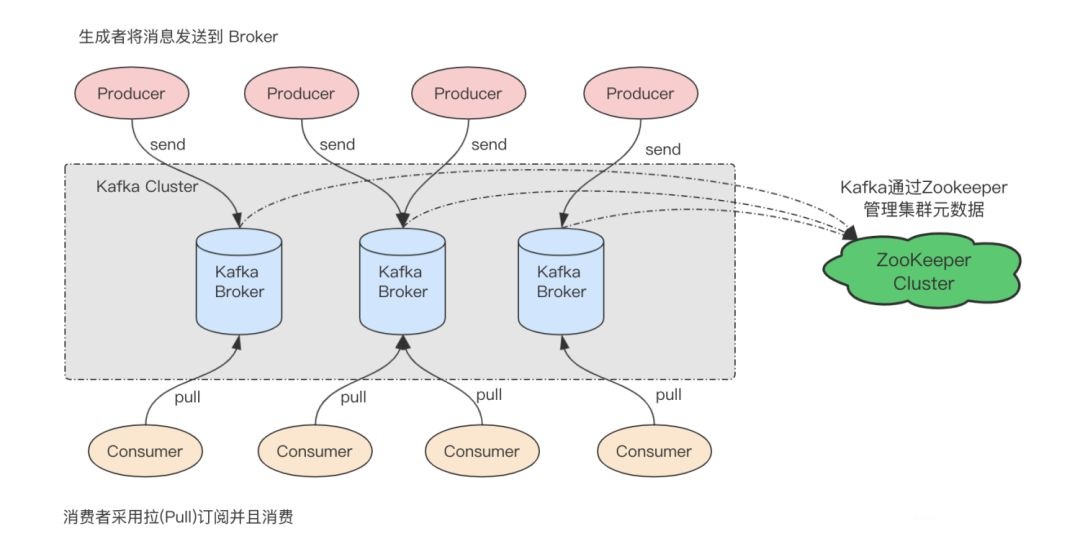 生成者将消息发送到 Broker
Producer
Producer
Producer
Producer
send
send
send
send
Kafka Cluster
Kafka通过Zookeeper
管理集群元数据
Kafka
Broker
Kafka
Broker
Kafka
Broker
ZooKeeper
Cluster
pull
pull
pull
pull
Consumer
Consumer
Consumer
Consumer
消费者采用拉(Pull)订阅并且消费